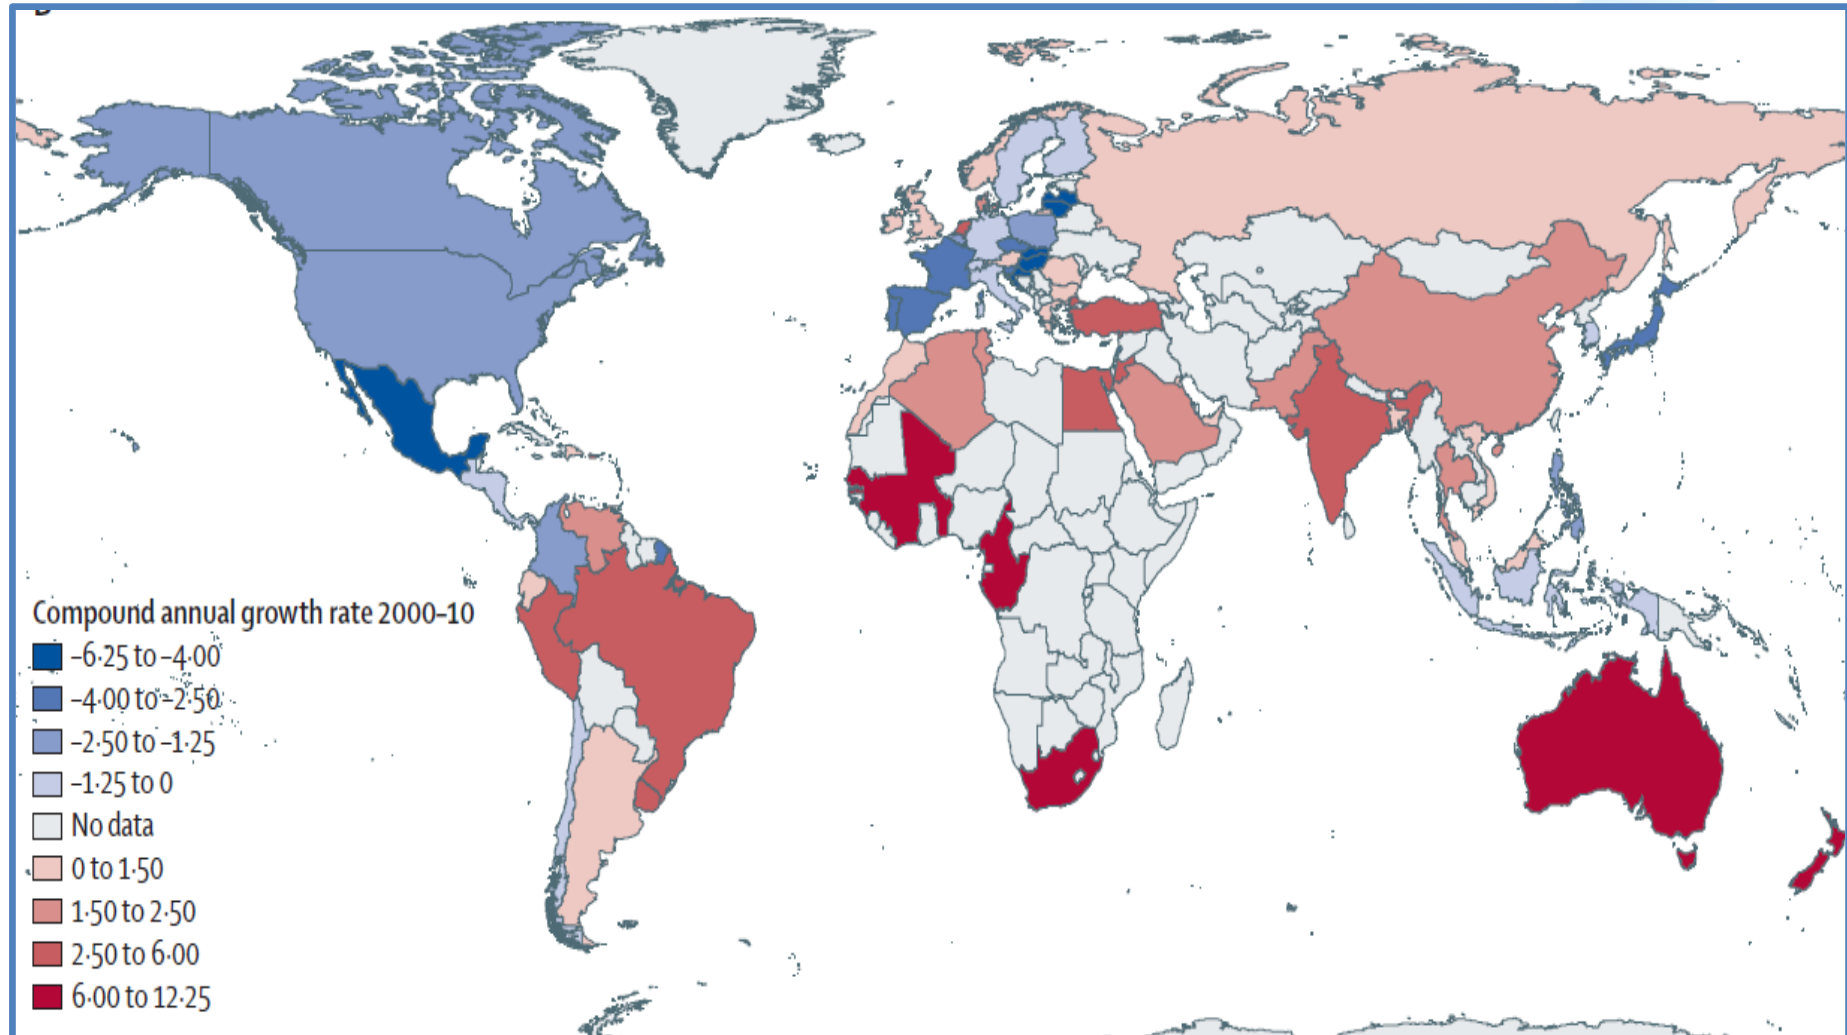 Compound annual growth rate 2000–10
–6·25 to –4·00
–4·00 to –2·50
–2·50 to –1·25
–1·25 to 0
No data
0 to 1·50
1·50 to 2·50
2·50 to 6·00
6·00 to 12·25